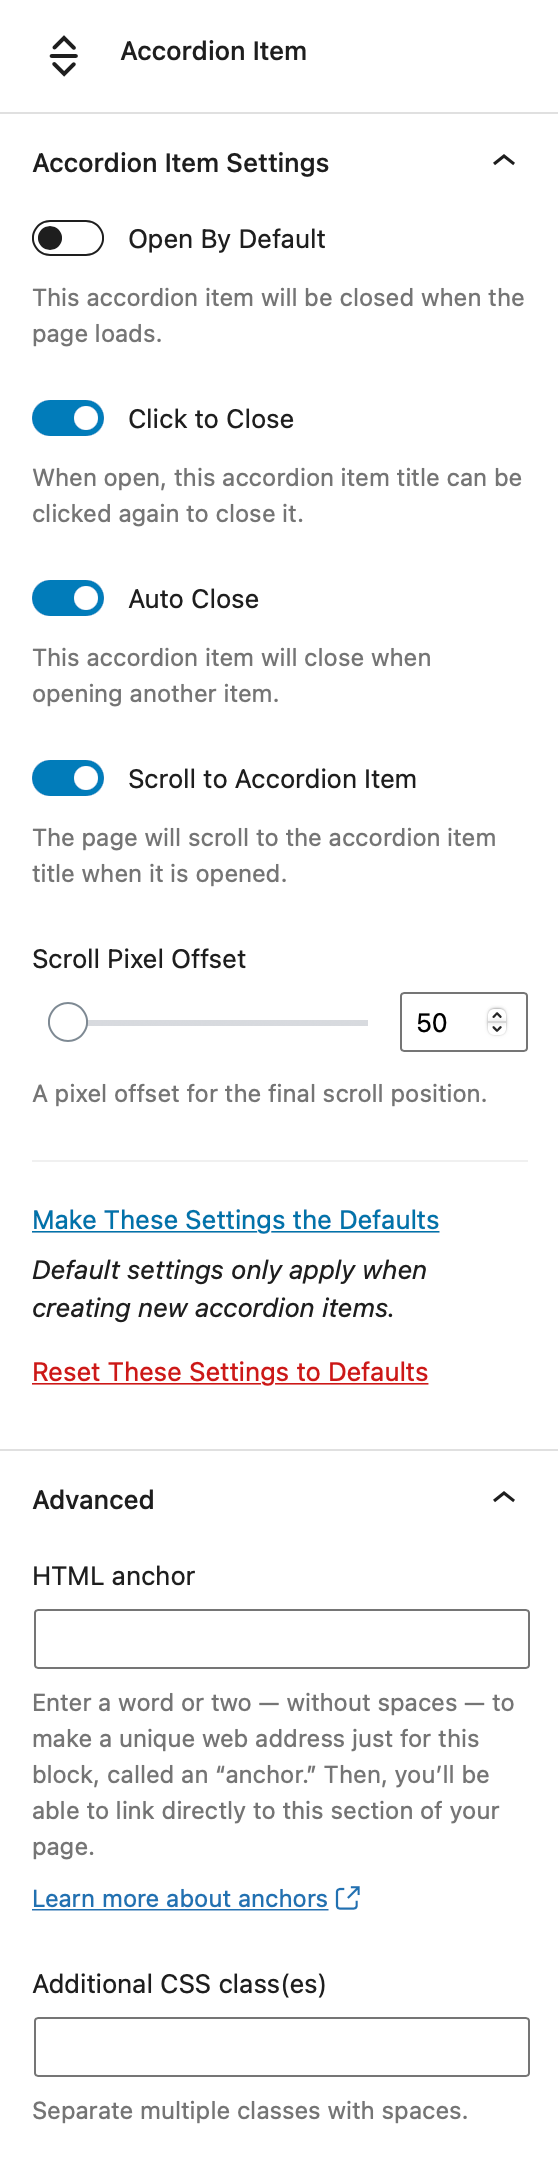 Accordion Item
Accordion Item Settings
Open By Default
This accordion item will be closed when the
page loads.
Click to Close
When open, this accordion item title can be
clicked again to close it.
Auto Close
This accordion item will close when
opening another item.
Scroll to Accordion Item
The page will scroll to the accordion item
title when it is opened.
Scroll Pixel Offset
50
A pixel offset for the final scroll position.
Make These Settings the Defaults
Default settings only apply when
creating new accordion items.
Reset These Settings to Defaults
Advanced
HTML anchor
Enter a word or two — without spaces — to
make a unique web address just for this
block, called an “anchor.” Then, you’ll be
able to link directly to this section of your
page.
Learn more about anchors
Additional CSS class(es)
Separate multiple classes with spaces.